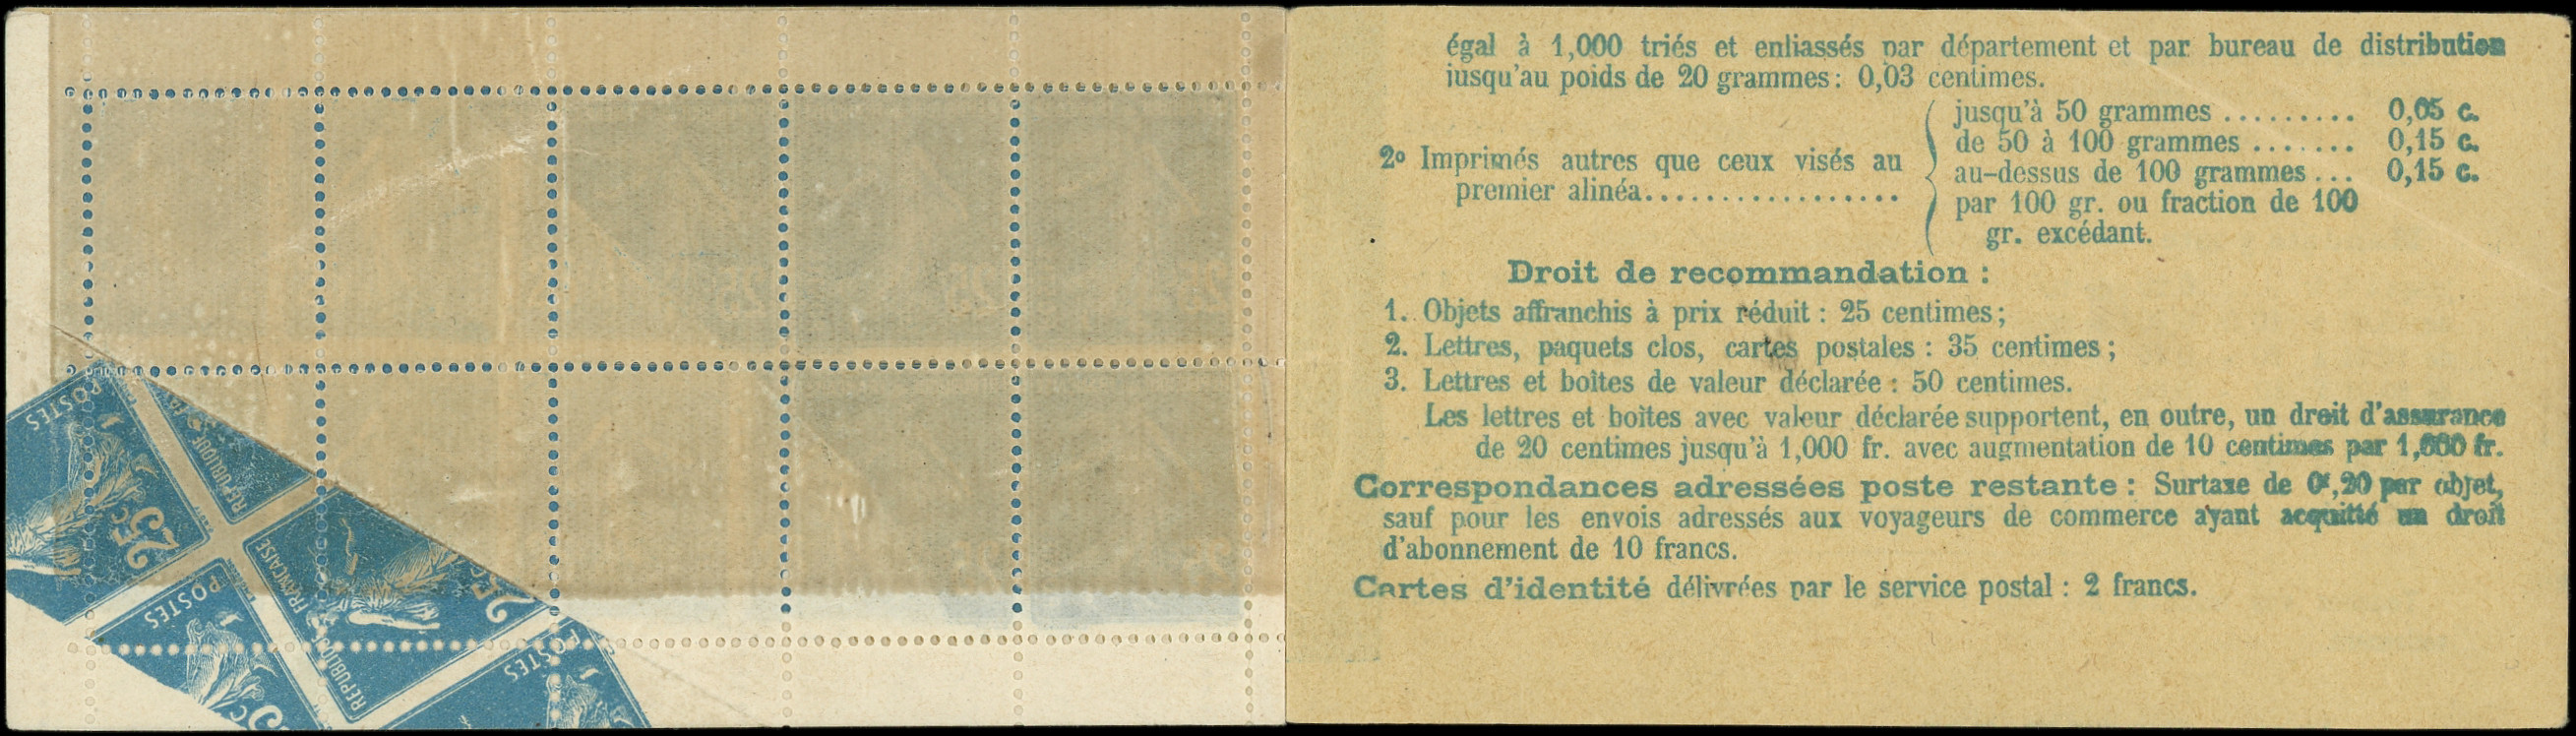 égal à 1,000 triés et enliassés par département et par bureau de distribution
jusqu'au poids de 20 grammes : 0,03 centimes.
2o Imprimés autres que ceux visés au
premier alinéa.................
jusqu'à 50 grammes ......... 0,05 c.
de 50 à 100 grammes ....... 0,15 c.
au-dessus de 100 grammes ... 0,15 c.
par 100 gr. ou fraction de 100
gr. excédant.
Droit de recommandation :
1. Objets affranchis à prix réduit : 25 centimes ;
2. Lettres, paquets clos, cartes postales : 35 centimes ;
3. Lettres et boîtes de valeur déclarée : 50 centimes.
Les lettres et boîtes avec valeur déclarée supportent, en outre, un droit d'assurance
de 20 centimes jusqu'à 1,000 fr. avec augmentation de 10 centimes par 1,000 fr.
Correspondances adressées poste restante : Surtaxe de 0f,20 par objet,
sauf pour les envois adressés aux voyageurs de commerce ayant acquitté un droit
d'abonnement de 10 francs.
Cartes d'identité délivrées par le service postal : 2 francs.
POSTES
25c
REPUBLIQUE
FRANÇAISE
25c
POSTES
REPUBLIQUE
POSTES